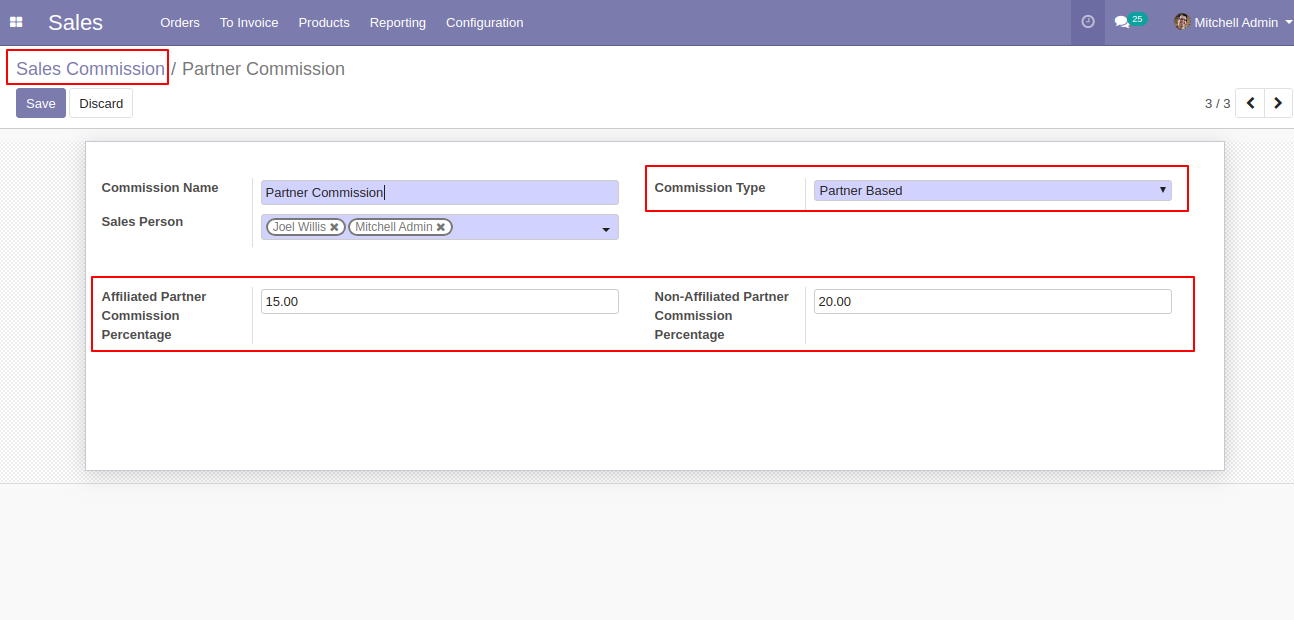 Sales Orders To Invoice Products Reporting Configuration 25 Mitchell Admin
Sales Commission / Partner Commission
Save Discard 3 / 3
Commission Name Partner Commission Commission Type Partner Based
Sales Person Joel Willis Mitchell Admin
Affiliated Partner 15.00 Non-Affiliated Partner 20.00
Commission Commission
Percentage Percentage